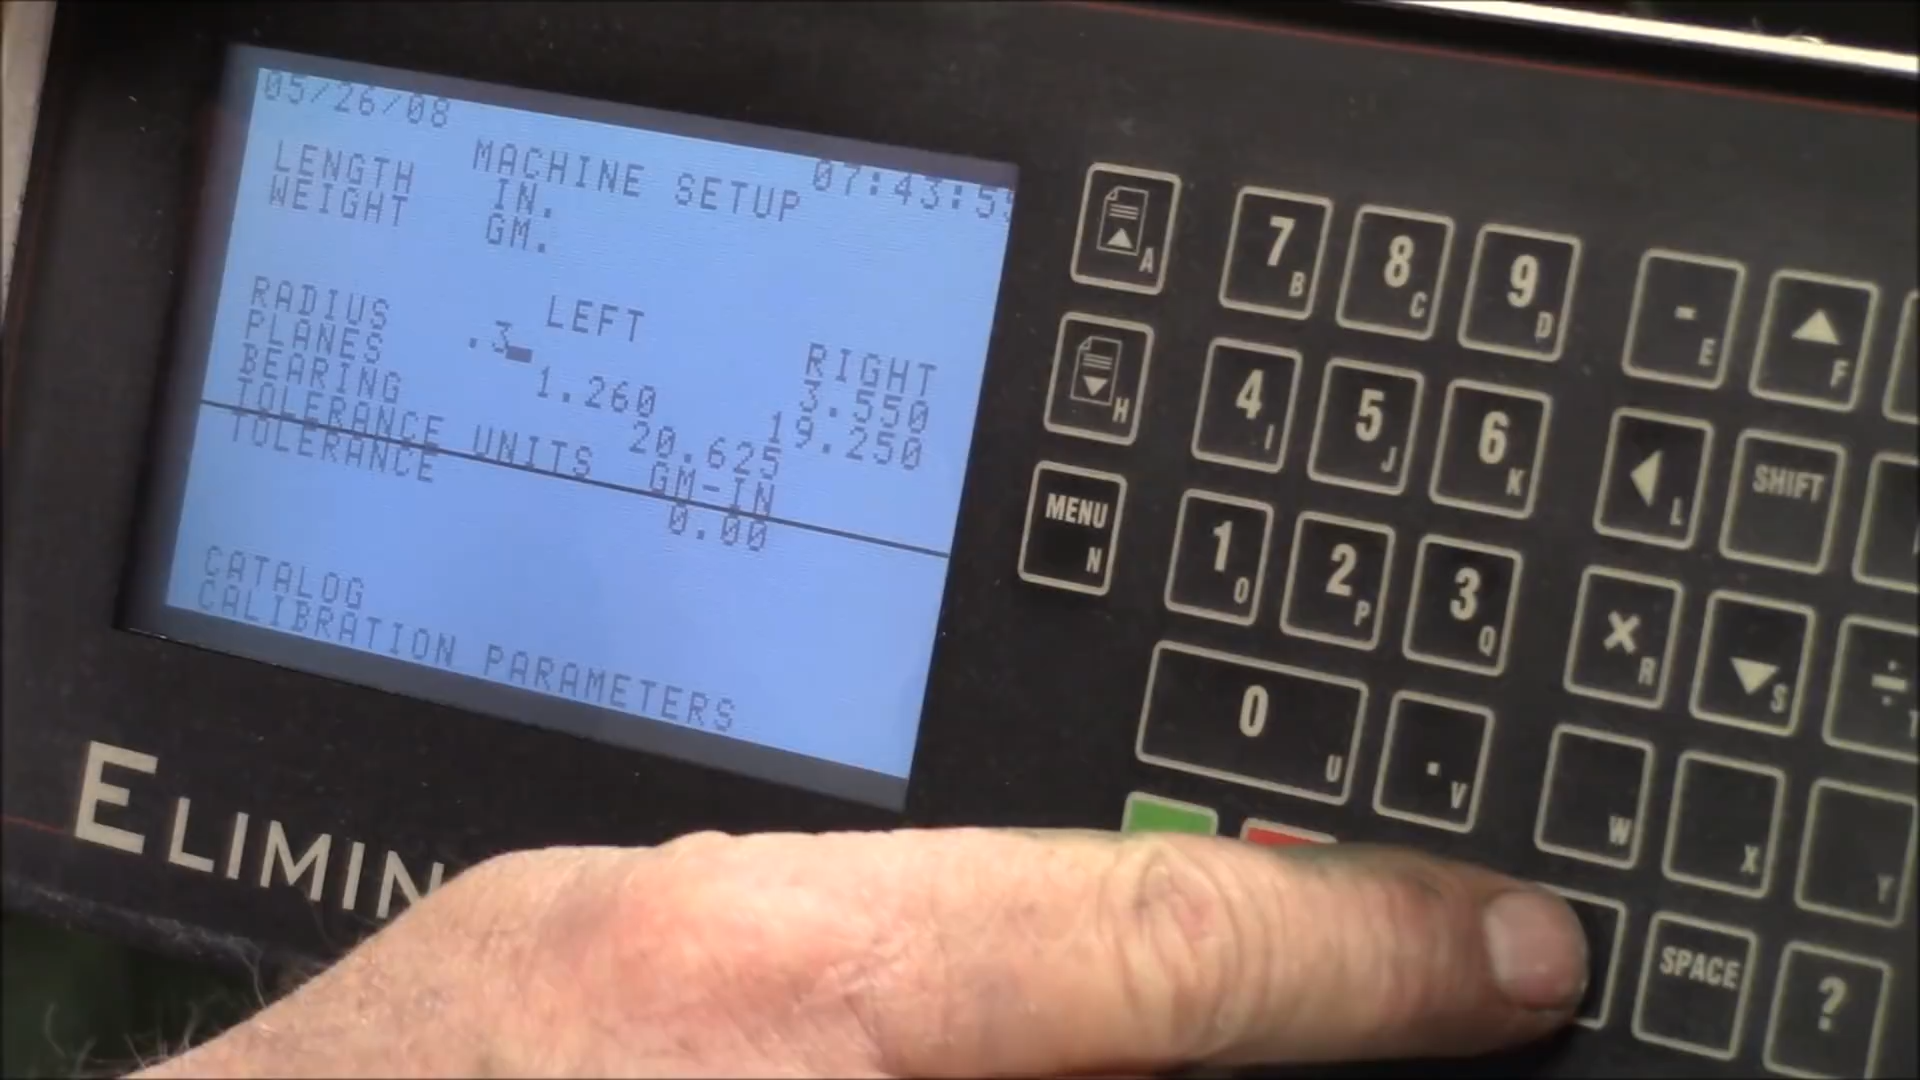 05/26/08 07:43:5
MACHINE SETUP
LENGTH IN.
WEIGHT GM.
LEFT RIGHT
RADIUS .3 3.550
PLANES 1.260 19.250
BEARING 20.625
TOLERANCE UNITS GM-IN
TOLERANCE 0.00
CATALOG
CALIBRATION PARAMETERS
ELIMIN
A 7 B 8 C 9 D - E F
H 4 I 5 J 6 K L SHIFT
MENU N 1 O 2 P 3 Q × R S ÷ T
0 U . V W X Y
SPACE ?